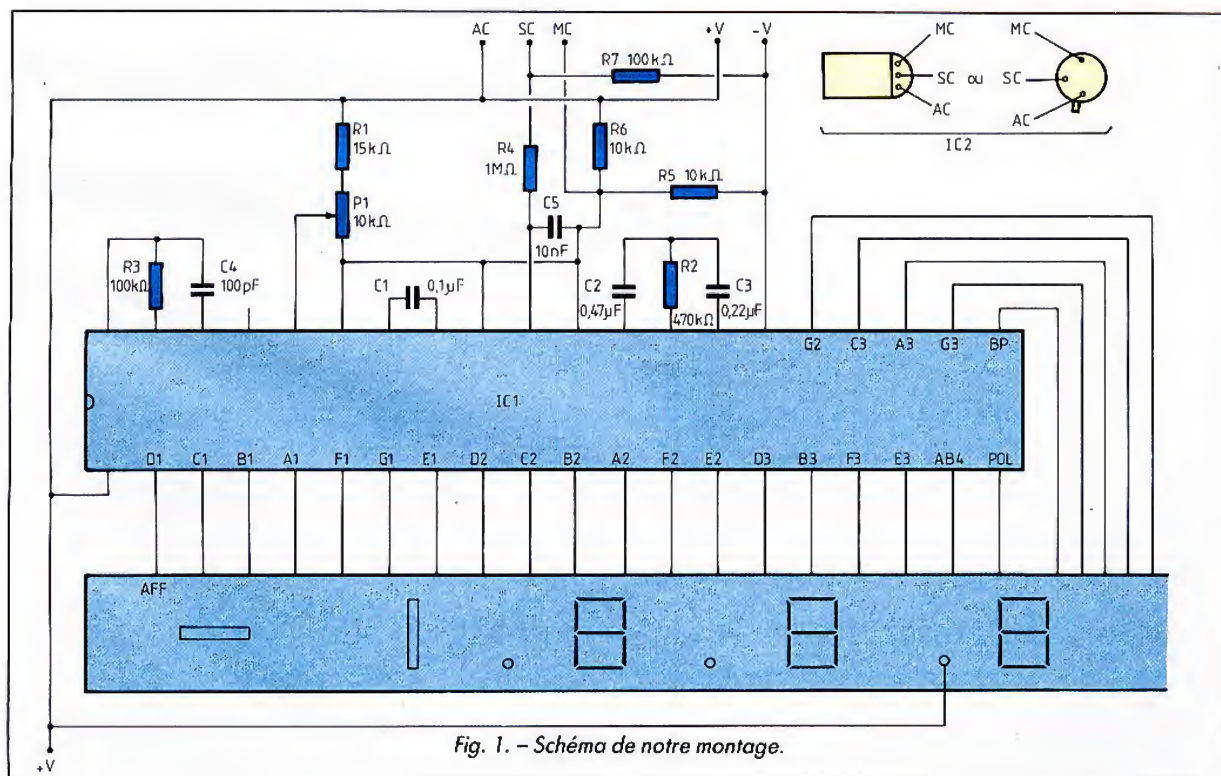 AC SC MC +V -V
R7 100kΩ
MC MC
SC ou SC
AC AC
IC2
R1
15kΩ
R4
1MΩ
R6
10kΩ
P1
10kΩ
R5 10kΩ
C5
10nF
R3
100kΩ
C4
100pF
C1 0,1µF
C2
0,47µF
R2
470kΩ
C3
0,22µF
G2 C3 A3 G3 BP
IC1
D1 C1 B1 A1 F1 G1 E1 D2 C2 B2 A2 F2 E2 D3 B3 F3 E3 AB4 POL
AFF
+V
Fig. 1. – Schéma de notre montage.